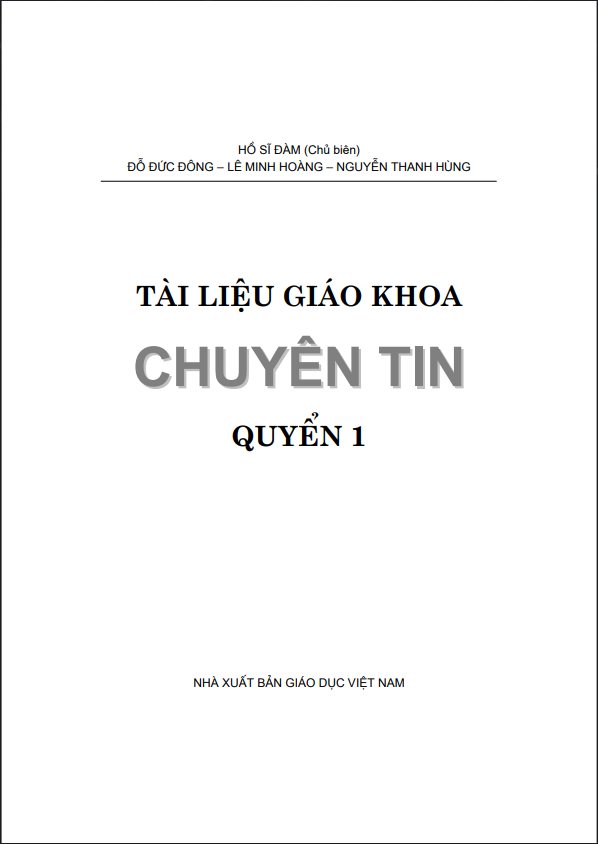 HỒ SĨ ĐÀM (Chủ biên)
ĐỖ ĐỨC ĐÔNG – LÊ MINH HOÀNG – NGUYỄN THANH HÙNG
TÀI LIỆU GIÁO KHOA
CHUYÊN TIN
QUYỂN 1
NHÀ XUẤT BẢN GIÁO DỤC VIỆT NAM